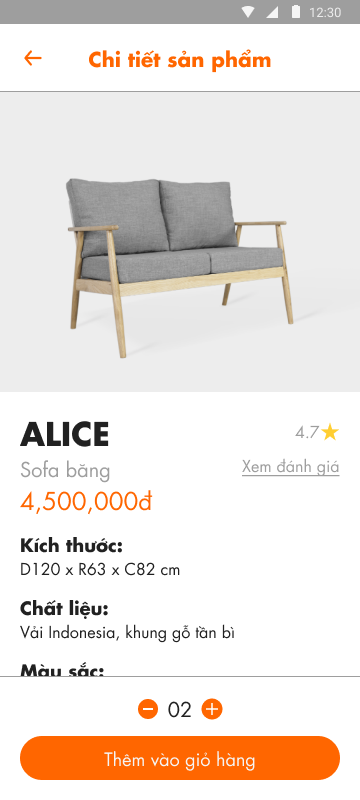 12:30
Chi tiết sản phẩm
ALICE
4.7
Sofa băng
Xem đánh giá
4,500,000đ
Kích thước:
D120 x R63 x C82 cm
Chất liệu:
Vải Indonesia, khung gỗ tần bì
Màu sắc:
02
Thêm vào giỏ hàng